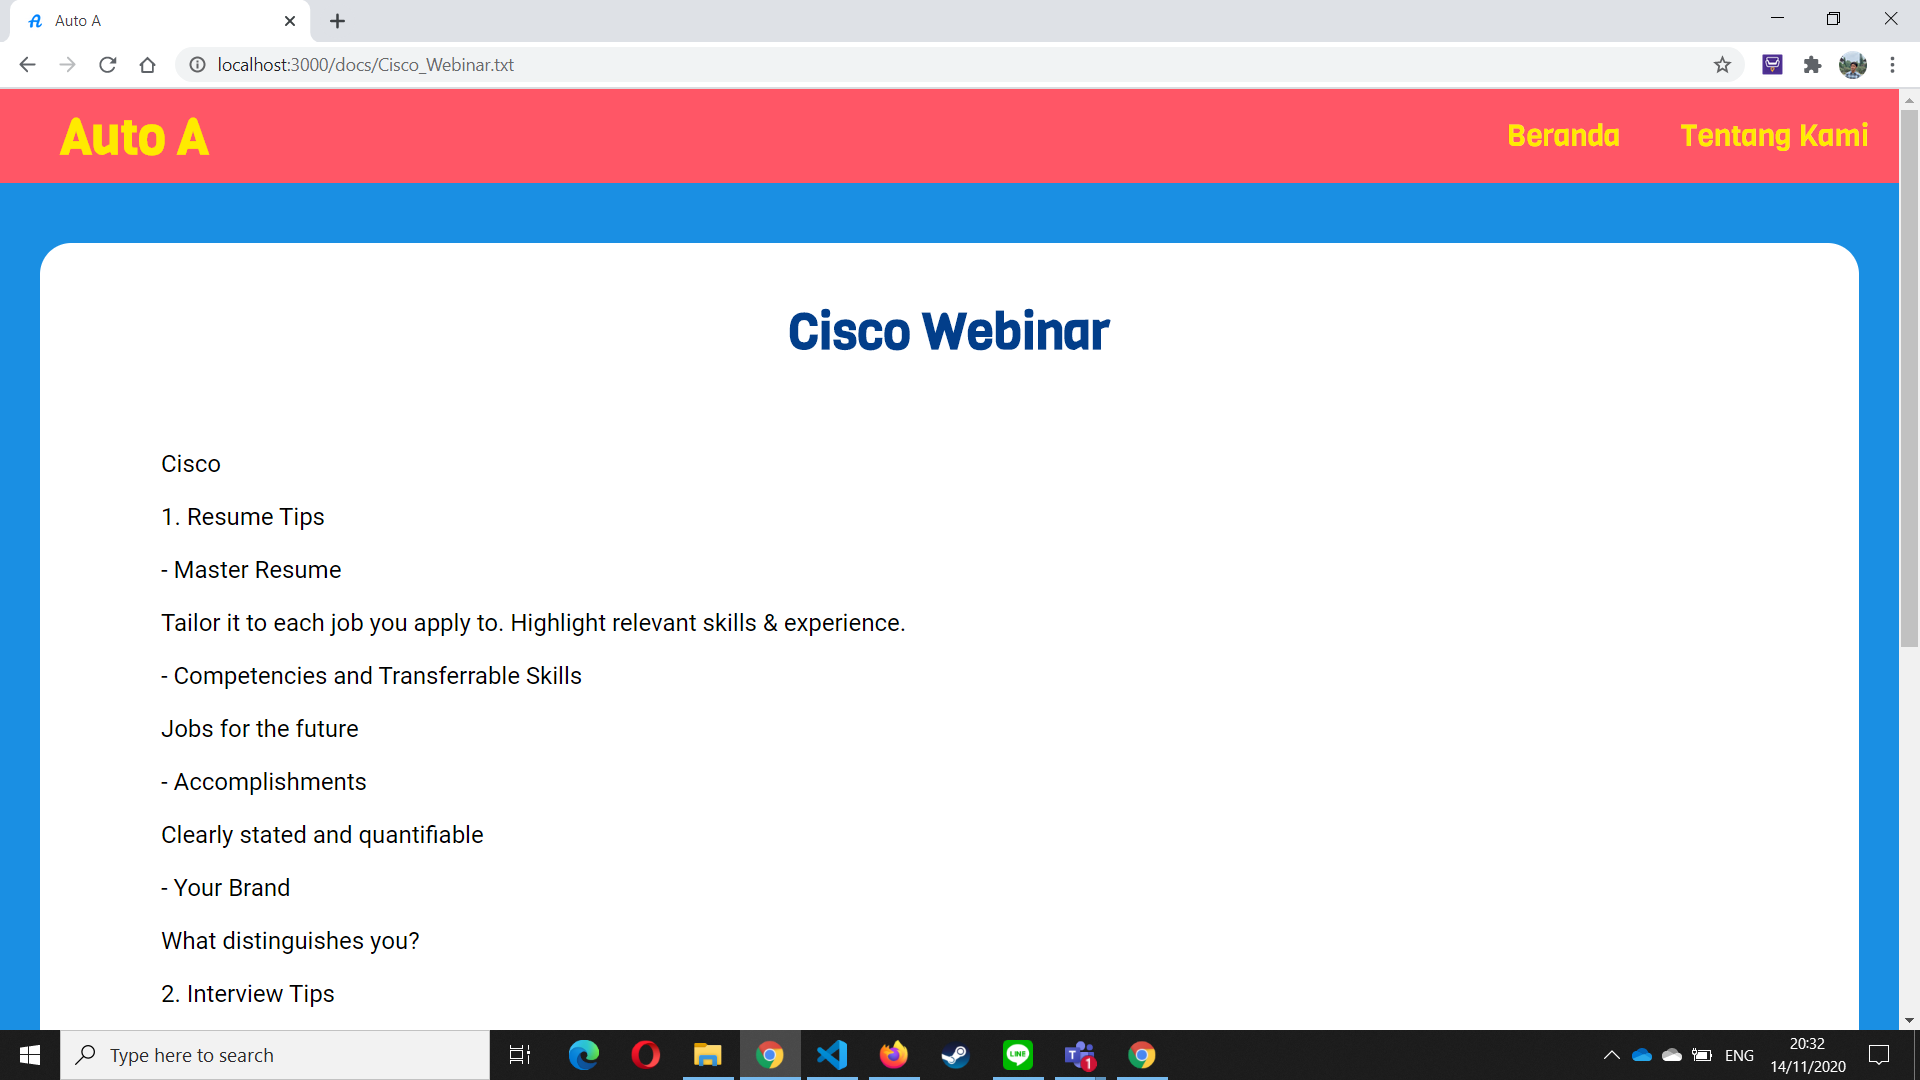 Auto A
localhost:3000/docs/Cisco_Webinar.txt
Auto A
Beranda
Tentang Kami
Cisco Webinar
Cisco
1. Resume Tips
- Master Resume
Tailor it to each job you apply to. Highlight relevant skills & experience.
- Competencies and Transferrable Skills
Jobs for the future
- Accomplishments
Clearly stated and quantifiable
- Your Brand
What distinguishes you?
2. Interview Tips
Type here to search
LINE
T
1
ENG
20:32
14/11/2020